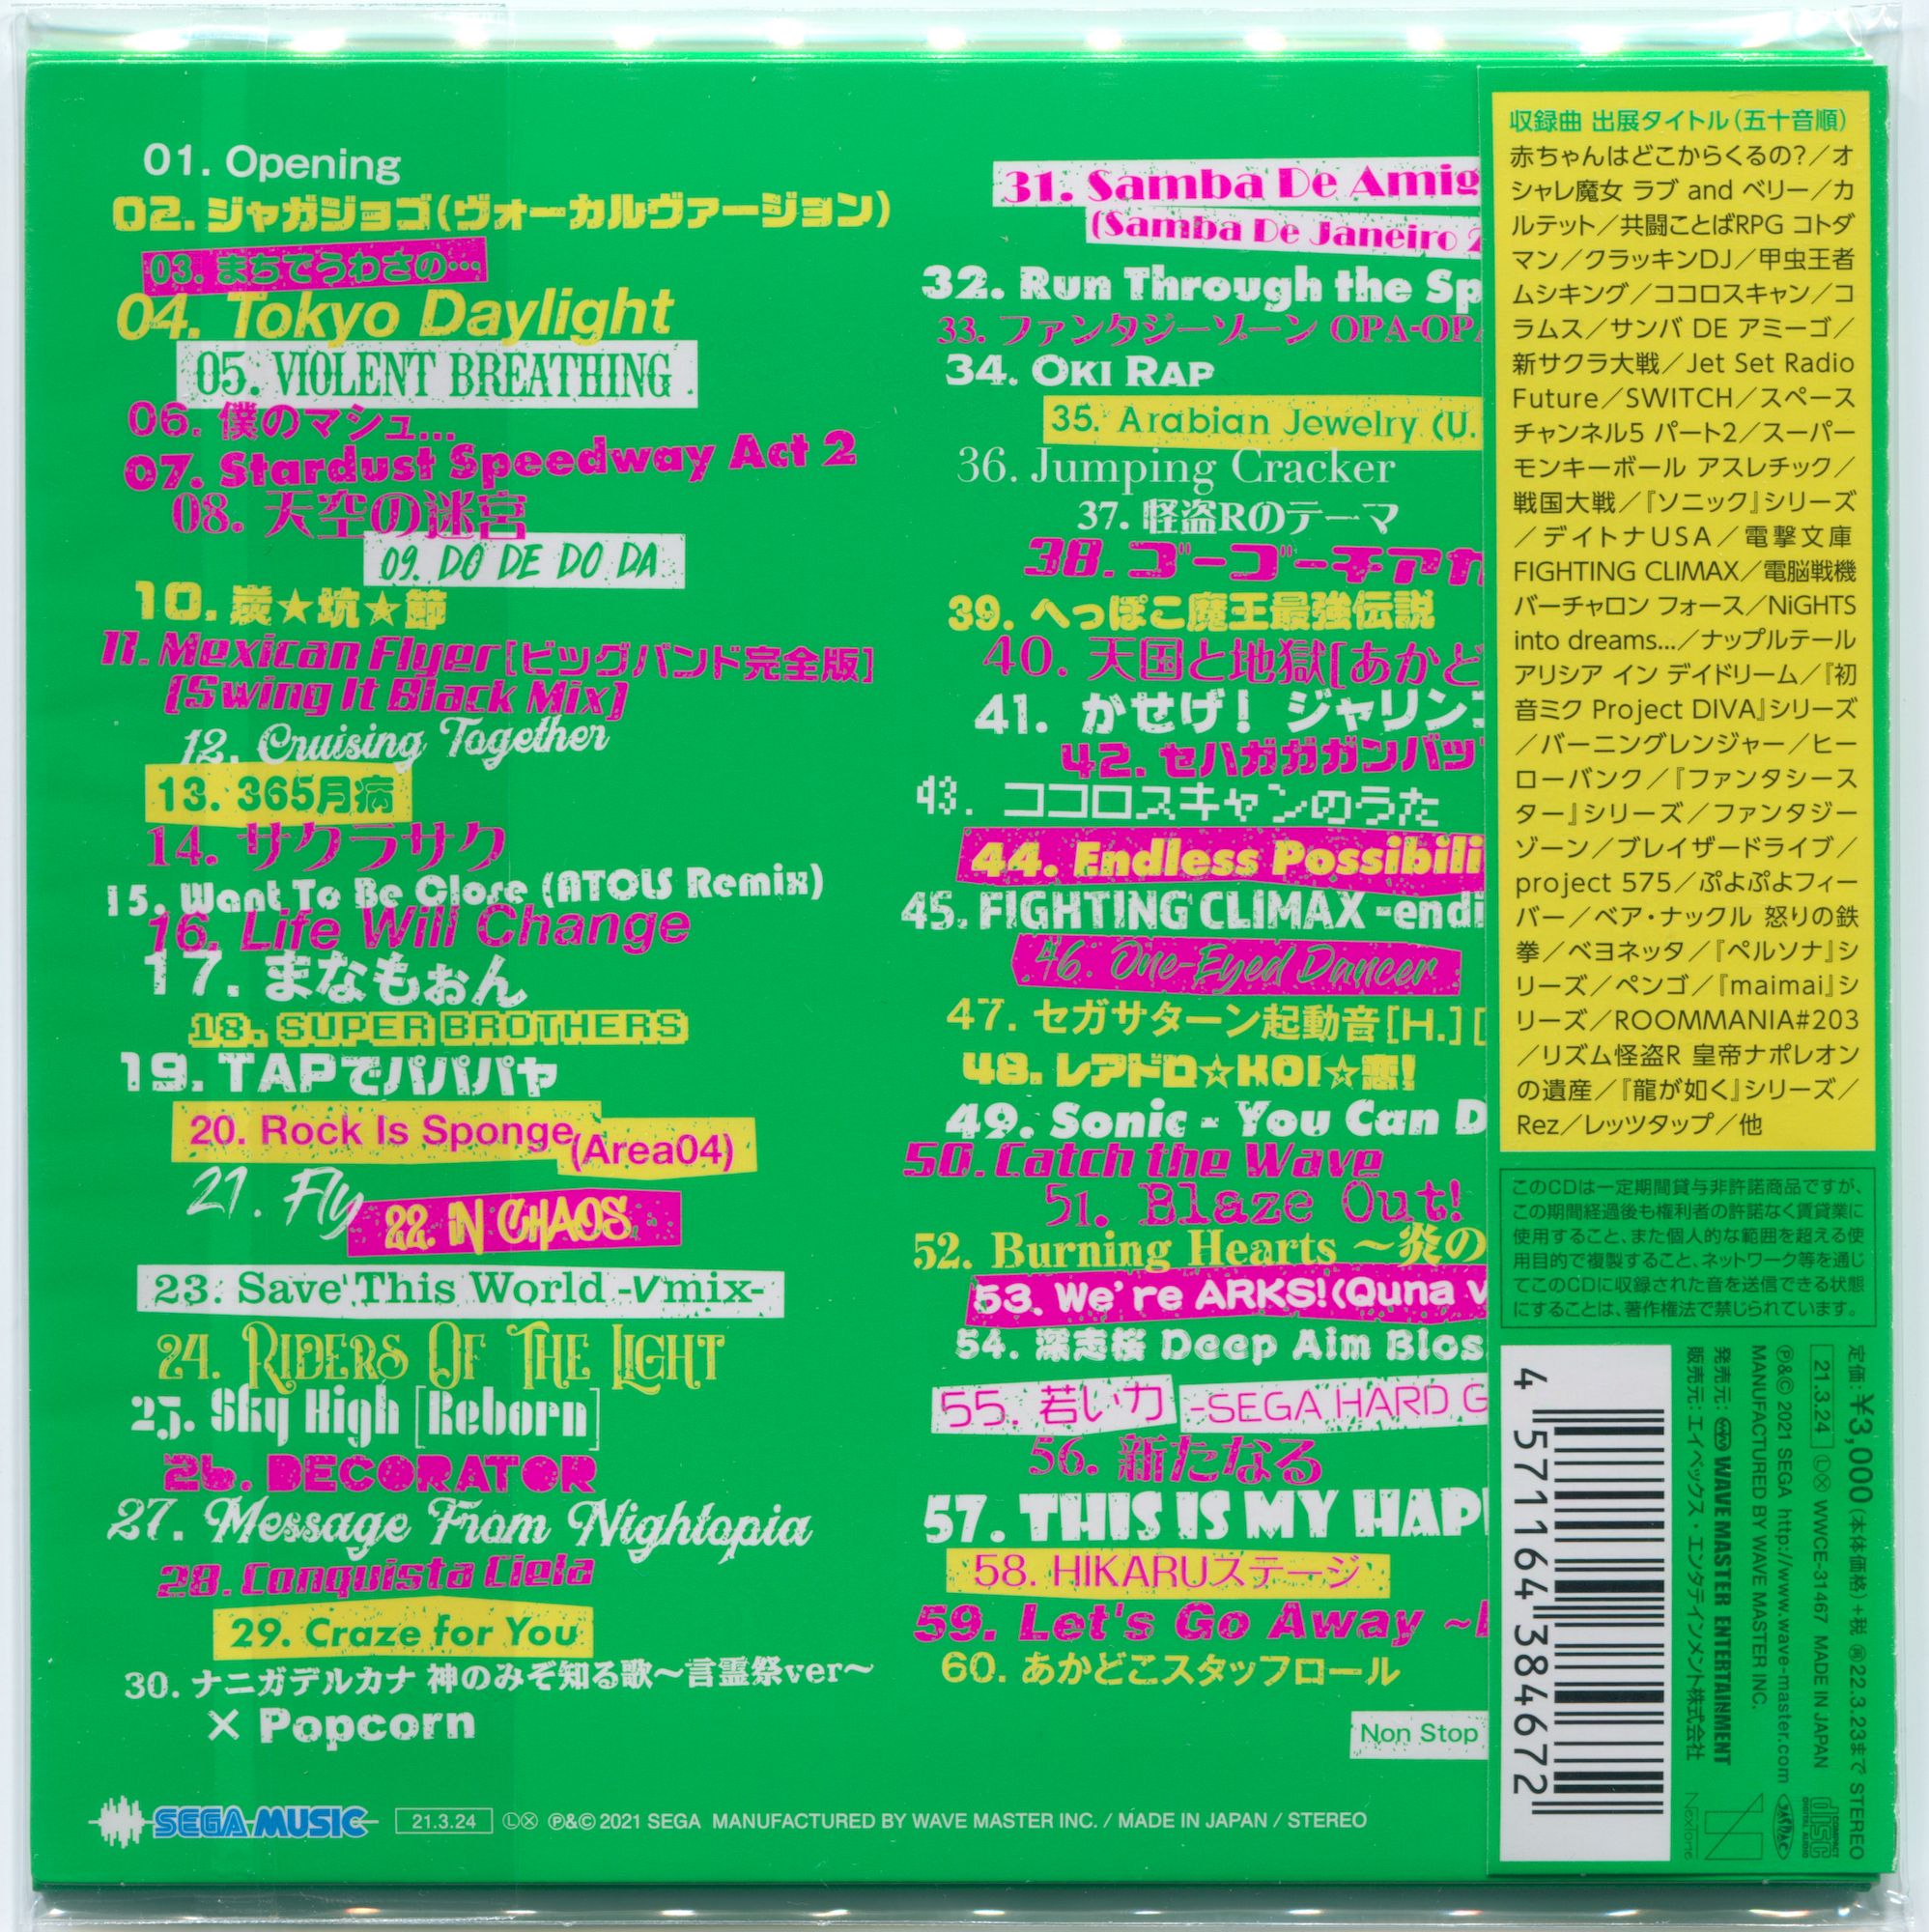 01. Opening
02. ジャガジョゴ(ヴォーカルヴァージョン)
03. まちでうわさの…
04. Tokyo Daylight
05. VIOLENT BREATHING
06. 僕のマシュ...
07. Stardust Speedway Act 2
08. 天空の迷宮
09. DO DE DO DA
10. 炭★坑★節
11. Mexican Flyer [ビッグバンド完全版]
[Swing It Black Mix]
12. Cruising Together
13. 365月病
14. サクラサク
15. Want To Be Close (ATOLS Remix)
16. Life Will Change
17. まなもぉん
18. SUPER BROTHERS
19. TAPでパパパヤ
20. Rock Is Sponge (Area04)
21. Fly
22. IN CHAOS
23. Save This World -νmix-
24. RIDERS OF THE LIGHT
25. Sky High [Reborn]
26. DECORATOR
27. Message From Nightopia
28. Conquista Ciela
29. Craze for You
30. ナニガデルカナ 神のみぞ知る歌〜言霊祭ver〜
× Popcorn
31. Samba De Amig
(Samba De Janeiro 2
32. Run Through the Sp
33. ファンタジーゾーン OPA-OPA
34. OKI RAP
35. Arabian Jewelry (U.
36. Jumping Cracker
37. 怪盗Rのテーマ
38. ゴーゴーチアガ
39. へっぽこ魔王最強伝説
40. 天国と地獄[あかど
41. かせげ! ジャリンコ
42. セハガガガンバッ
43. ココロスキャンのうた
44. Endless Possibili
45. FIGHTING CLIMAX -endi
46. One-Eyed Dancer
47. セガサターン起動音[H.][
48. レアドロ☆KOI☆恋!
49. Sonic - You Can D
50. Catch the Wave
51. Blaze Out!
52. Burning Hearts 〜炎の
53. We're ARKS!(Quna v
54. 深志桜 Deep Aim Blos
55. 若い力 -SEGA HARD G
56. 新たなる
57. THIS IS MY HAPP
58. HIKARUステージ
59. Let's Go Away ~
60. あかどこスタッフロール
Non Stop
SEGA MUSIC 21.3.24 Ⓛⓧ ℗&© 2021 SEGA MANUFACTURED BY WAVE MASTER INC. / MADE IN JAPAN / STEREO
収録曲 出展タイトル(五十音順)
赤ちゃんはどこからくるの?/オ
シャレ魔女 ラブ and ベリー/カ
ルテット/共闘ことばRPG コトダ
マン/クラッキンDJ/甲虫王者
ムシキング/ココロスキャン/コ
ラムス/サンバ DE アミーゴ/
新サクラ大戦/Jet Set Radio
Future/SWITCH/スペース
チャンネル5 パート2/スーパー
モンキーボール アスレチック/
戦国大戦/『ソニック』シリーズ
/デイトナUSA/電撃文庫
FIGHTING CLIMAX/電脳戦機
バーチャロン フォース/NiGHTS
into dreams.../ナップルテール
アリシア イン デイドリーム/『初
音ミク Project DIVA』シリーズ
/バーニングレンジャー/ヒー
ローバンク/『ファンタシース
ター』シリーズ/ファンタジー
ゾーン/ブレイザードライブ/
project 575/ぷよぷよフィー
バー/ベア・ナックル 怒りの鉄
拳/ベヨネッタ/『ペルソナ』シ
リーズ/ペンゴ/『maimai』シ
リーズ/ROOMMANIA#203
/リズム怪盗R 皇帝ナポレオン
の遺産/『龍が如く』シリーズ/
Rez/レッツタップ/他
このCDは一定期間貸与非許諾商品ですが、
この期間経過後も権利者の許諾なく賃貸業に
使用すること、また個人的な範囲を超える使
用目的で複製すること、ネットワーク等を通じ
てこのCDに収録された音を送信できる状態
にすることは、著作権法で禁じられています。
定価:¥3,000(本体価格)+税 ㊥22.3.23まで STEREO
21.3.24 Ⓛⓧ WWCE-31467 MADE IN JAPAN
℗&© 2021 SEGA http://www.wave-master.com
MANUFACTURED BY WAVE MASTER INC.
発売元: WAVE MASTER ENTERTAINMENT
販売元: エイベックス・エンタテインメント株式会社
COMPACT disc DIGITAL AUDIO
JASRAC
NexTone
4 571164 384672